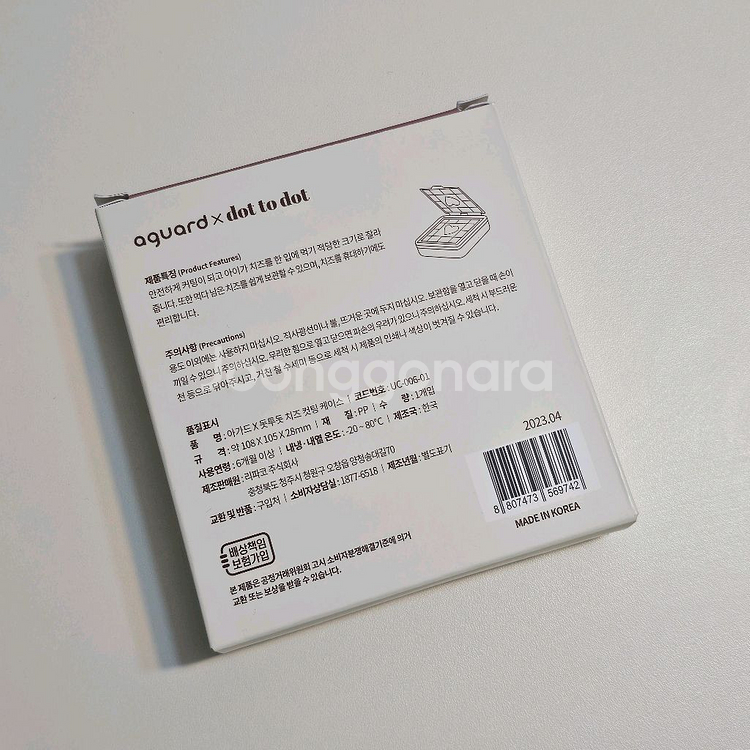 aguard × dot to dot
제품특징 (Product Features)
안전하게 커팅이 되고 아이가 치즈를 한 입에 먹기 적당한 크기로 잘라
줍니다. 또한 먹다 남은 치즈를 쉽게 보관할 수 있으며, 치즈를 휴대하기에도
편리합니다.
주의사항 (Precautions)
용도 이외에는 사용하지 마십시오. 직사광선이나 불, 뜨거운 곳에 두지 마십시오. 보관함을 열고 닫을 때 손이
끼일 수 있으니 주의하십시오. 무리한 힘으로 열고 닫으면 파손의 우려가 있으니 주의하십시오. 세척 시 부드러운
천 등으로 닦아주시고, 거친 철 수세미 등으로 세척 시 제품의 인쇄나 색상이 벗겨질 수 있습니다.
joonggonara
품질표시
품 명 : 아가드 X 돗투돗 치즈 컷팅 케이스 | 코드번호 : UC-006-01
규 격 : 약 108 X 105 X 28mm | 재 질 : PP | 수 량 : 1개입
사용연령 : 6개월 이상 | 내냉·내열 온도 : -20~80℃ | 제조국 : 한국
제조판매원 : 리파코 주식회사
충청북도 청주시 청원구 오창읍 양청송대길70
교환 및 반품 : 구입처 | 소비자상담실 : 1877-6518 | 제조년월 : 별도표기
2023.04
8 807473 569742
MADE IN KOREA
배상책임
보험가입
본 제품은 공정거래위원회 고시 소비자분쟁해결기준에 의거
교환 또는 보상을 받을 수 있습니다.